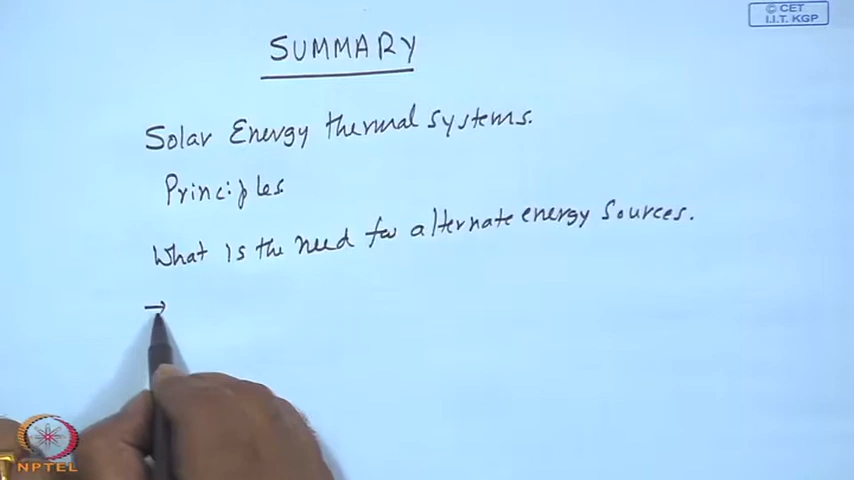 © CET
I.I.T. KGP
SUMMARY
Solar Energy thermal systems.
Principles
What is the need for alternate energy sources.
→
NPTEL